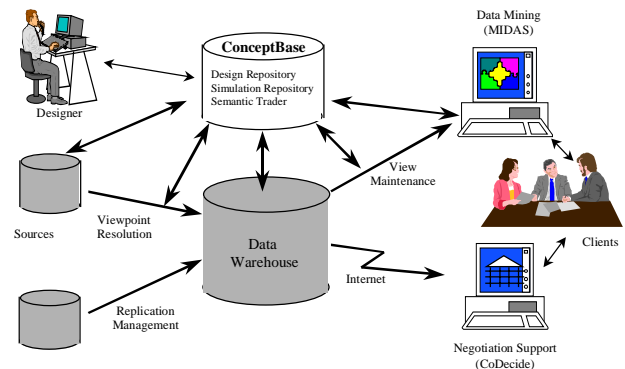 ConceptBase
Design Repository
Simulation Repository
Semantic Trader
Data Mining
(MIDAS)
Designer
View
Maintenance
Sources
Viewpoint
Resolution
Data
Warehouse
Clients
Internet
Replication
Management
Negotiation Support
(CoDecide)